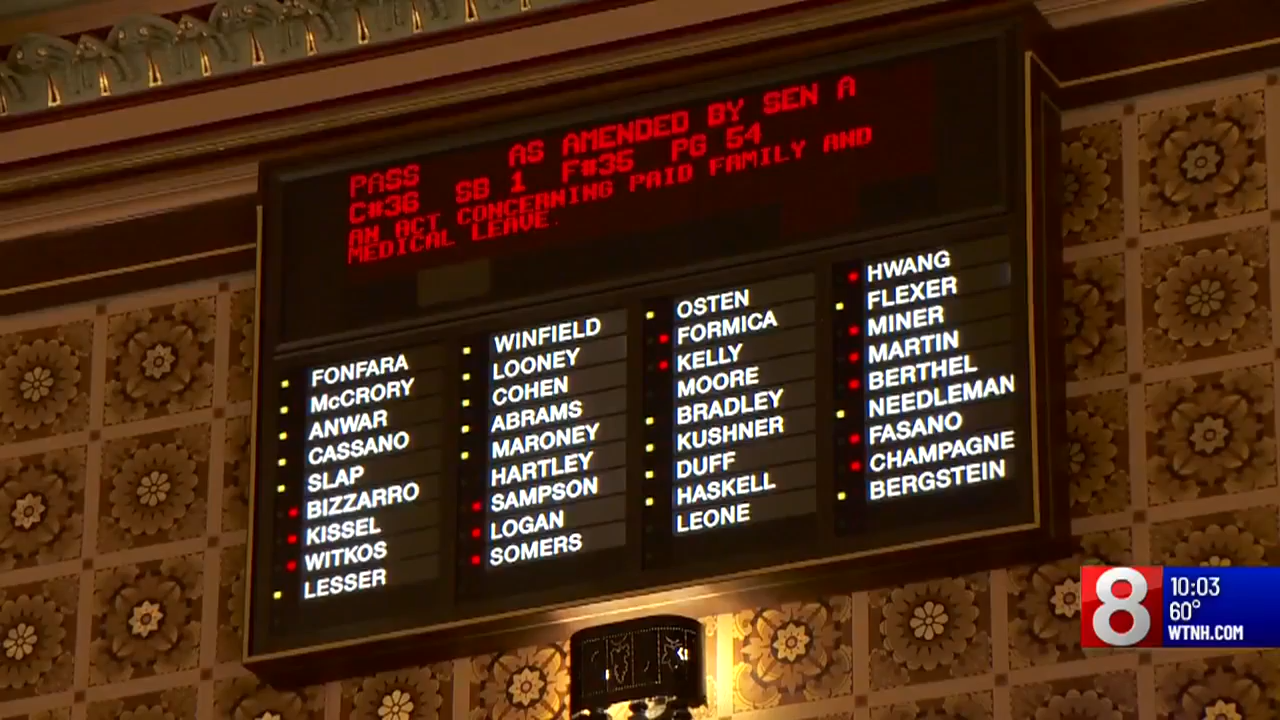 PASS AS AMENDED BY SEN A
C#36 SB 1 F#35 PG 54
AN ACT CONCERNING PAID FAMILY AND
MEDICAL LEAVE.
FONFARA
McCRORY
ANWAR
CASSANO
SLAP
BIZZARRO
KISSEL
WITKOS
LESSER
WINFIELD
LOONEY
COHEN
ABRAMS
MARONEY
HARTLEY
SAMPSON
LOGAN
SOMERS
OSTEN
FORMICA
KELLY
MOORE
BRADLEY
KUSHNER
DUFF
HASKELL
LEONE
HWANG
FLEXER
MINER
MARTIN
BERTHEL
NEEDLEMAN
FASANO
CHAMPAGNE
BERGSTEIN
8
10:03
60°
WTNH.COM